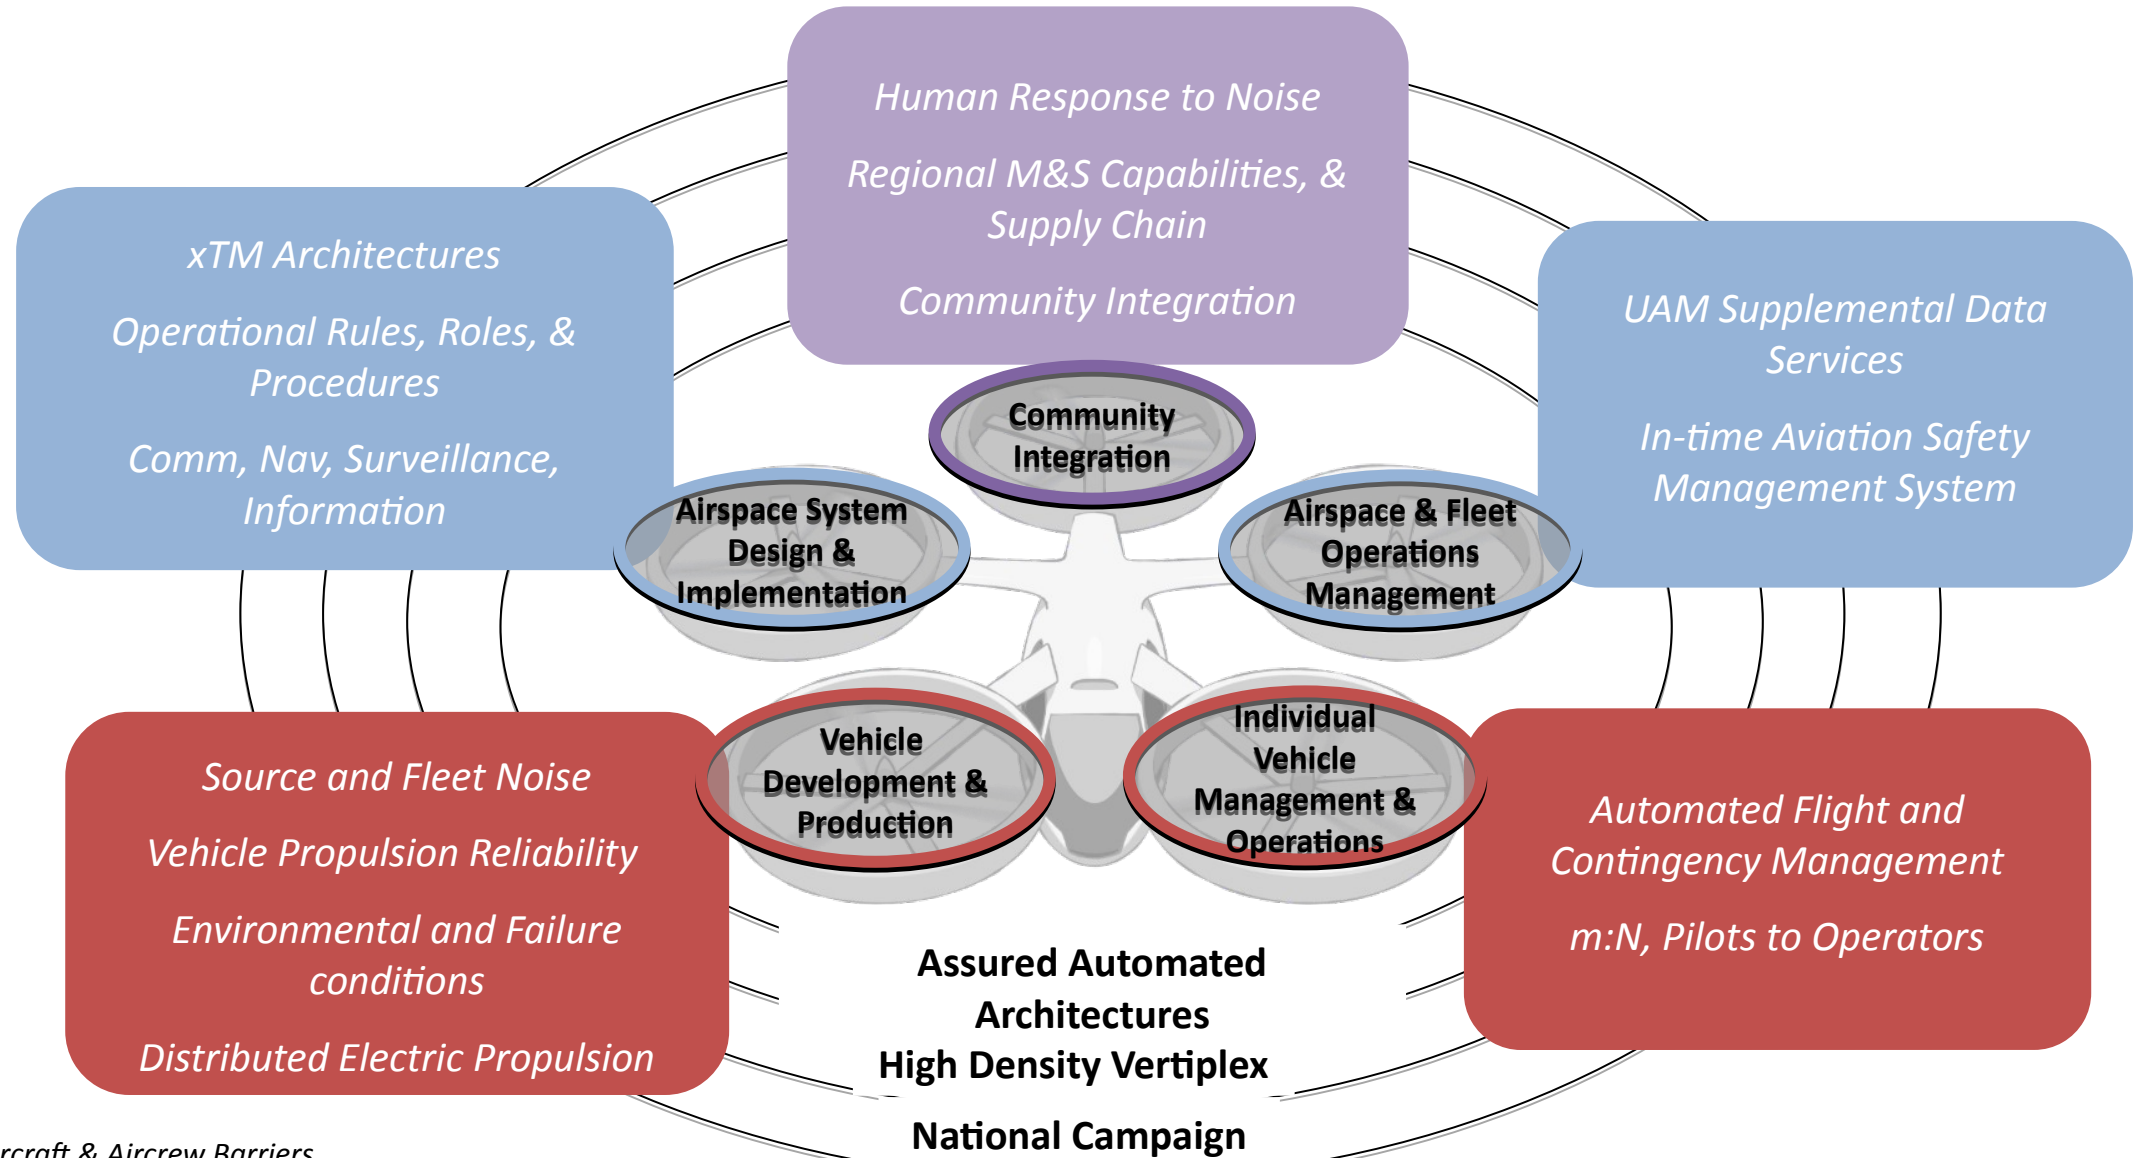 Human Response to Noise
Regional M&S Capabilities, &
Supply Chain
Community Integration
xTM Architectures
Operational Rules, Roles, &
Procedures
Comm, Nav, Surveillance,
Information
UAM Supplemental Data
Services
In-time Aviation Safety
Management System
Community
Integration
Airspace System
Design &
Implementation
Airspace & Fleet
Operations
Management
Vehicle
Development &
Production
Individual
Vehicle
Management &
Operations
Source and Fleet Noise
Vehicle Propulsion Reliability
Environmental and Failure
conditions
Distributed Electric Propulsion
Automated Flight and
Contingency Management
m:N, Pilots to Operators
Assured Automated
Architectures
High Density Vertiplex
National Campaign
& Aircrew Barriers